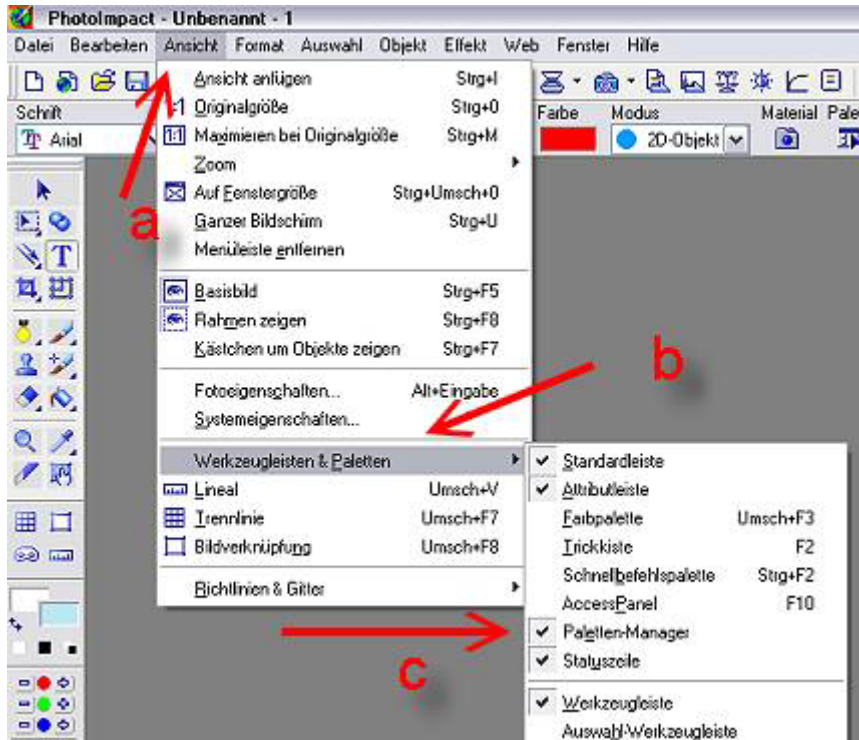 PhotoImpact - Unbenannt - 1
Datei Bearbeiten Ansicht Format Auswahl Objekt Effekt Web Fenster Hilfe
Schrift Farbe Modus Material Pale
Arial 2D-Objekt
Ansicht anfügen Strg+I
1:1 Originalgröße Strg+0
1:1 Maximieren bei Originalgröße Strg+M
Zoom
Auf Fenstergröße Strg+Umsch+0
Ganzer Bildschirm Strg+U
Menüleiste entfernen
Basisbild Strg+F5
Rahmen zeigen Strg+F8
Kästchen um Objekte zeigen Strg+F7
Fotoeigenschaften... Alt+Eingabe
Systemeigenschaften...
Werkzeugleisten & Paletten
Lineal Umsch+V
Trennlinie Umsch+F7
Bildverknüpfung Umsch+F8
Richtlinien & Gitter
Standardleiste
Attributleiste
Farbpalette Umsch+F3
Trickkiste F2
Schnellbefehlspalette Strg+F2
AccessPanel F10
Paletten-Manager
Statuszeile
Werkzeugleiste
Auswahl-Werkzeugleiste
a
b
c